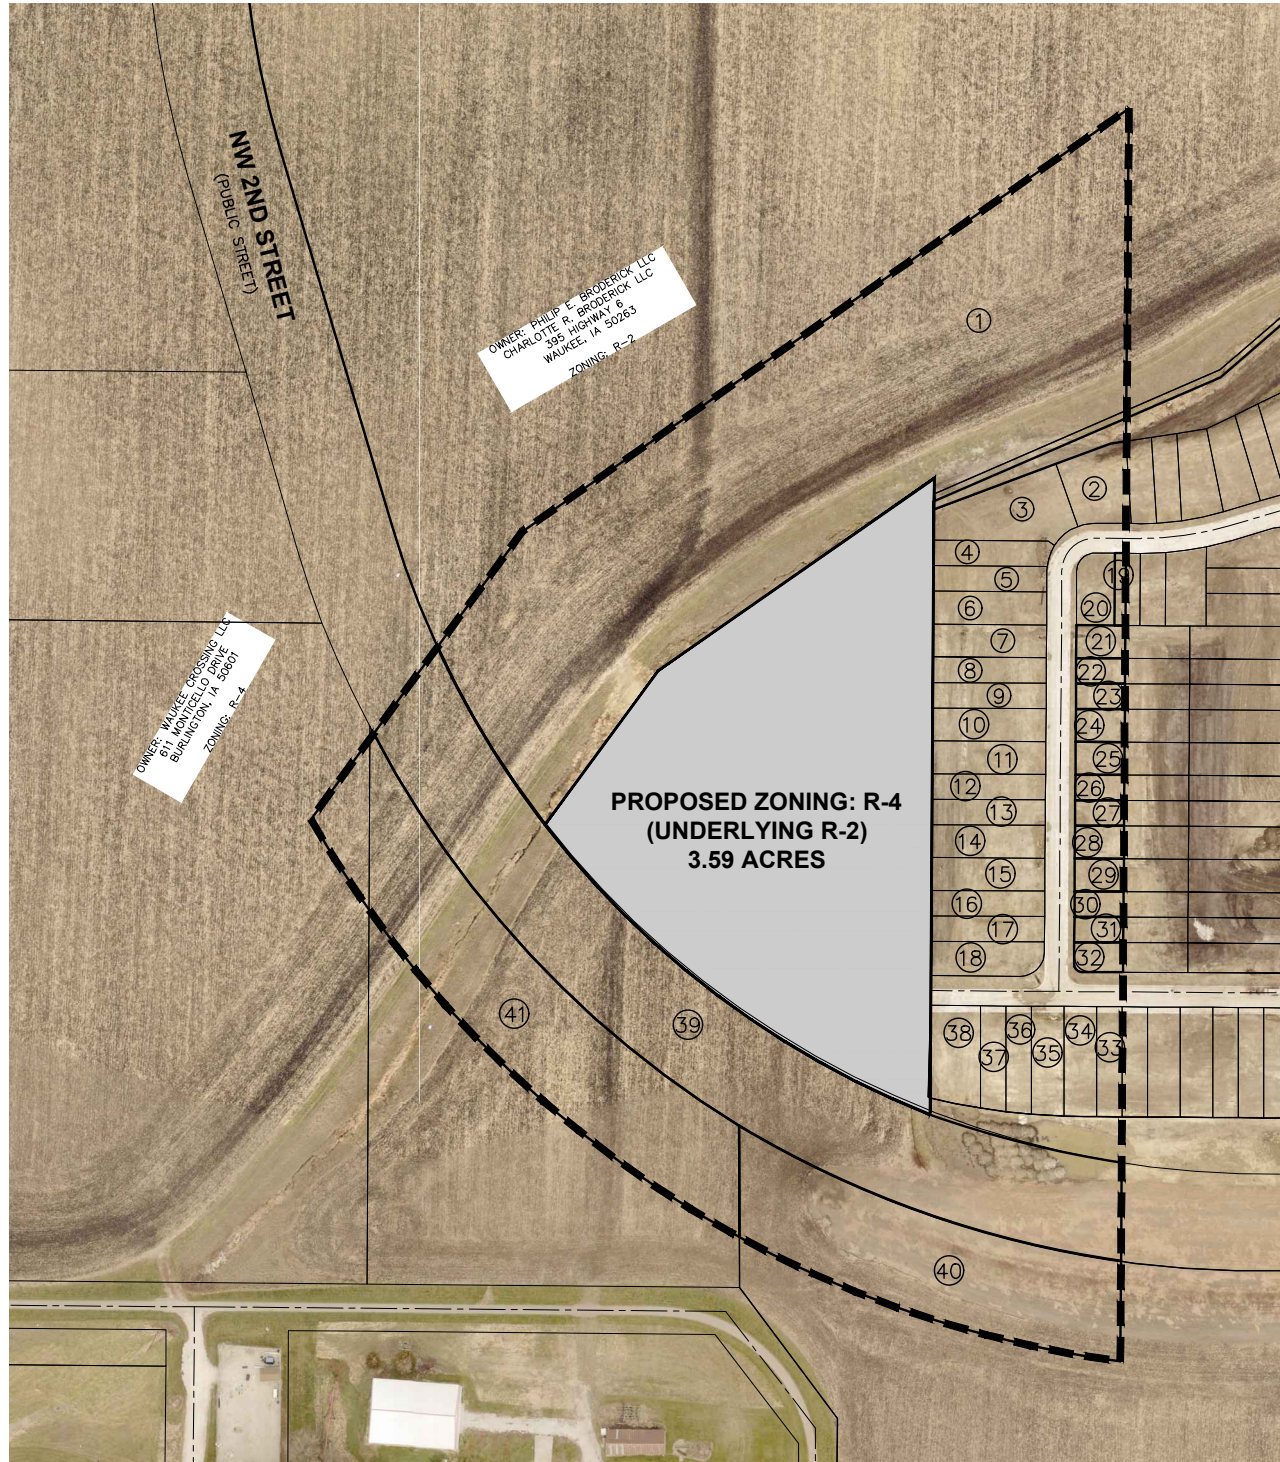 NW 2ND STREET
(PUBLIC STREET)
OWNER: PHILIP E. BRODERICK LLC
CHARLOTTE R. BRODERICK LLC
395 HIGHWAY 6
WAUKEE, IA 50263
ZONING: R-2
OWNER: WAUKEE CROSSING LLC
611 MONTICELLO DRIVE
BURLINGTON, IA 50601
ZONING: R-4
PROPOSED ZONING: R-4
(UNDERLYING R-2)
3.59 ACRES
1
2
3
4
5
6
7
8
9
10
11
12
13
14
15
16
17
18
19
20
21
22
23
24
25
26
27
28
29
30
31
32
33
34
35
36
37
38
39
40
41